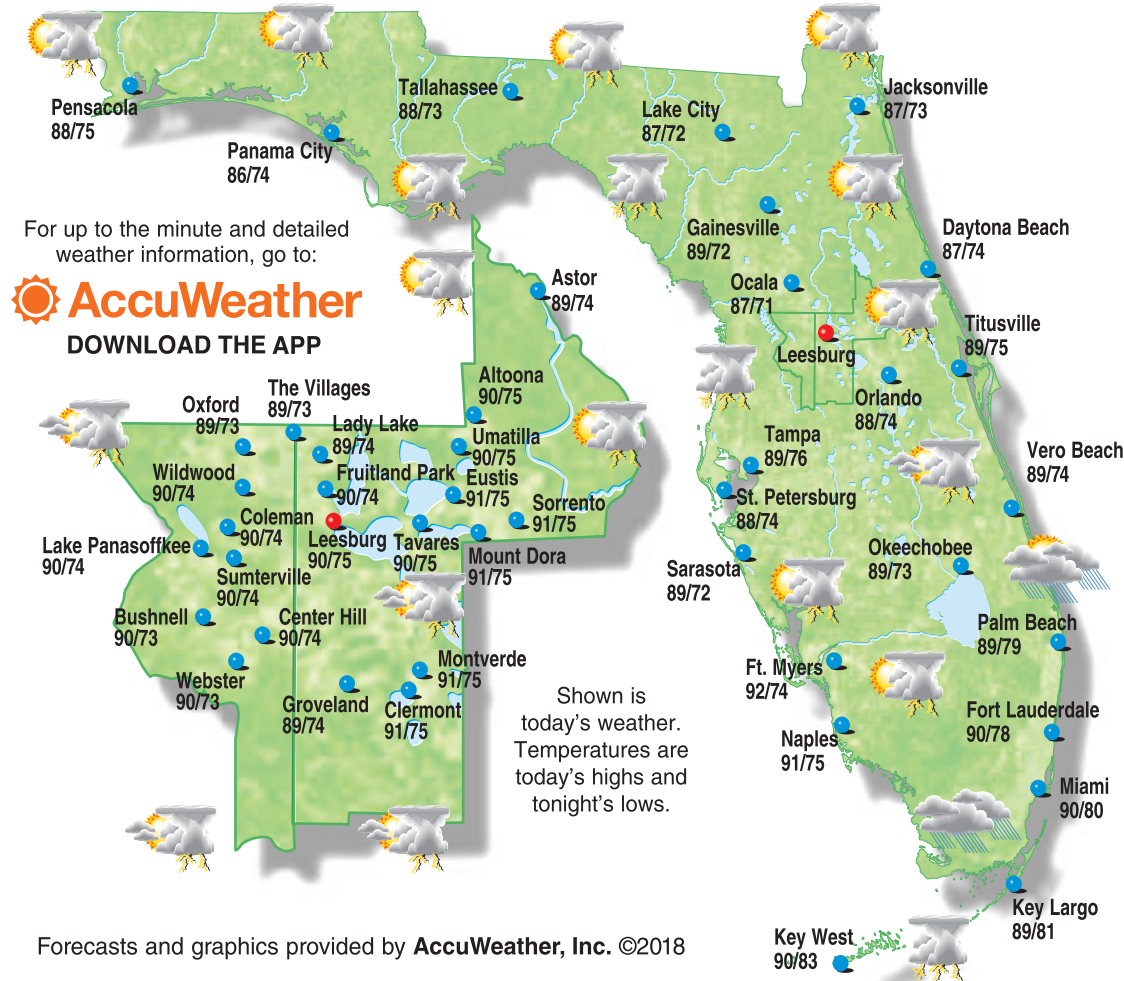 Pensacola
88/75
Panama City
86/74
Tallahassee
88/73
Lake City
87/72
Jacksonville
87/73
Gainesville
89/72
Ocala
87/71
Daytona Beach
87/74
Leesburg
Titusville
89/75
Orlando
88/74
Tampa
89/76
St. Petersburg
88/74
Vero Beach
89/74
Sarasota
89/72
Okeechobee
89/73
Palm Beach
89/79
Ft. Myers
92/74
Fort Lauderdale
90/78
Naples
91/75
Miami
90/80
Key Largo
89/81
Key West
90/83
For up to the minute and detailed
weather information, go to:
AccuWeather
DOWNLOAD THE APP
Astor
89/74
Altoona
90/75
The Villages
89/73
Oxford
89/73
Lady Lake
89/74
Umatilla
90/75
Wildwood
90/74
Fruitland Park
90/74
Eustis
91/75
Sorrento
91/75
Coleman
90/74
Leesburg
90/75
Tavares
90/75
Mount Dora
91/75
Lake Panasoffkee
90/74
Sumterville
90/74
Bushnell
90/73
Center Hill
90/74
Webster
90/73
Montverde
91/75
Groveland
89/74
Clermont
91/75
Shown is
today's weather.
Temperatures are
today's highs and
tonight's lows.
Forecasts and graphics provided by AccuWeather, Inc. ©2018